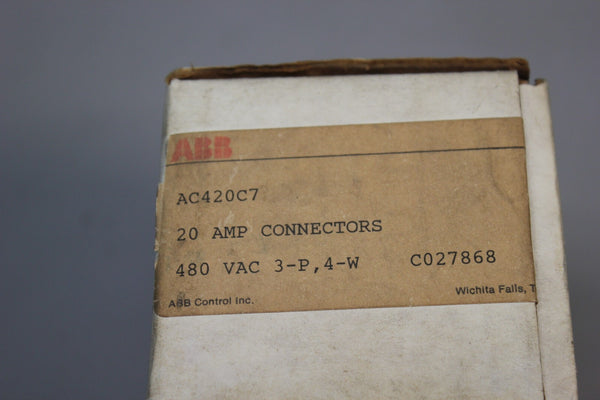 ABB
AC420C7
20 AMP CONNECTORS
480 VAC 3-P,4-W C027868
ABB Control Inc. Wichita Falls, T